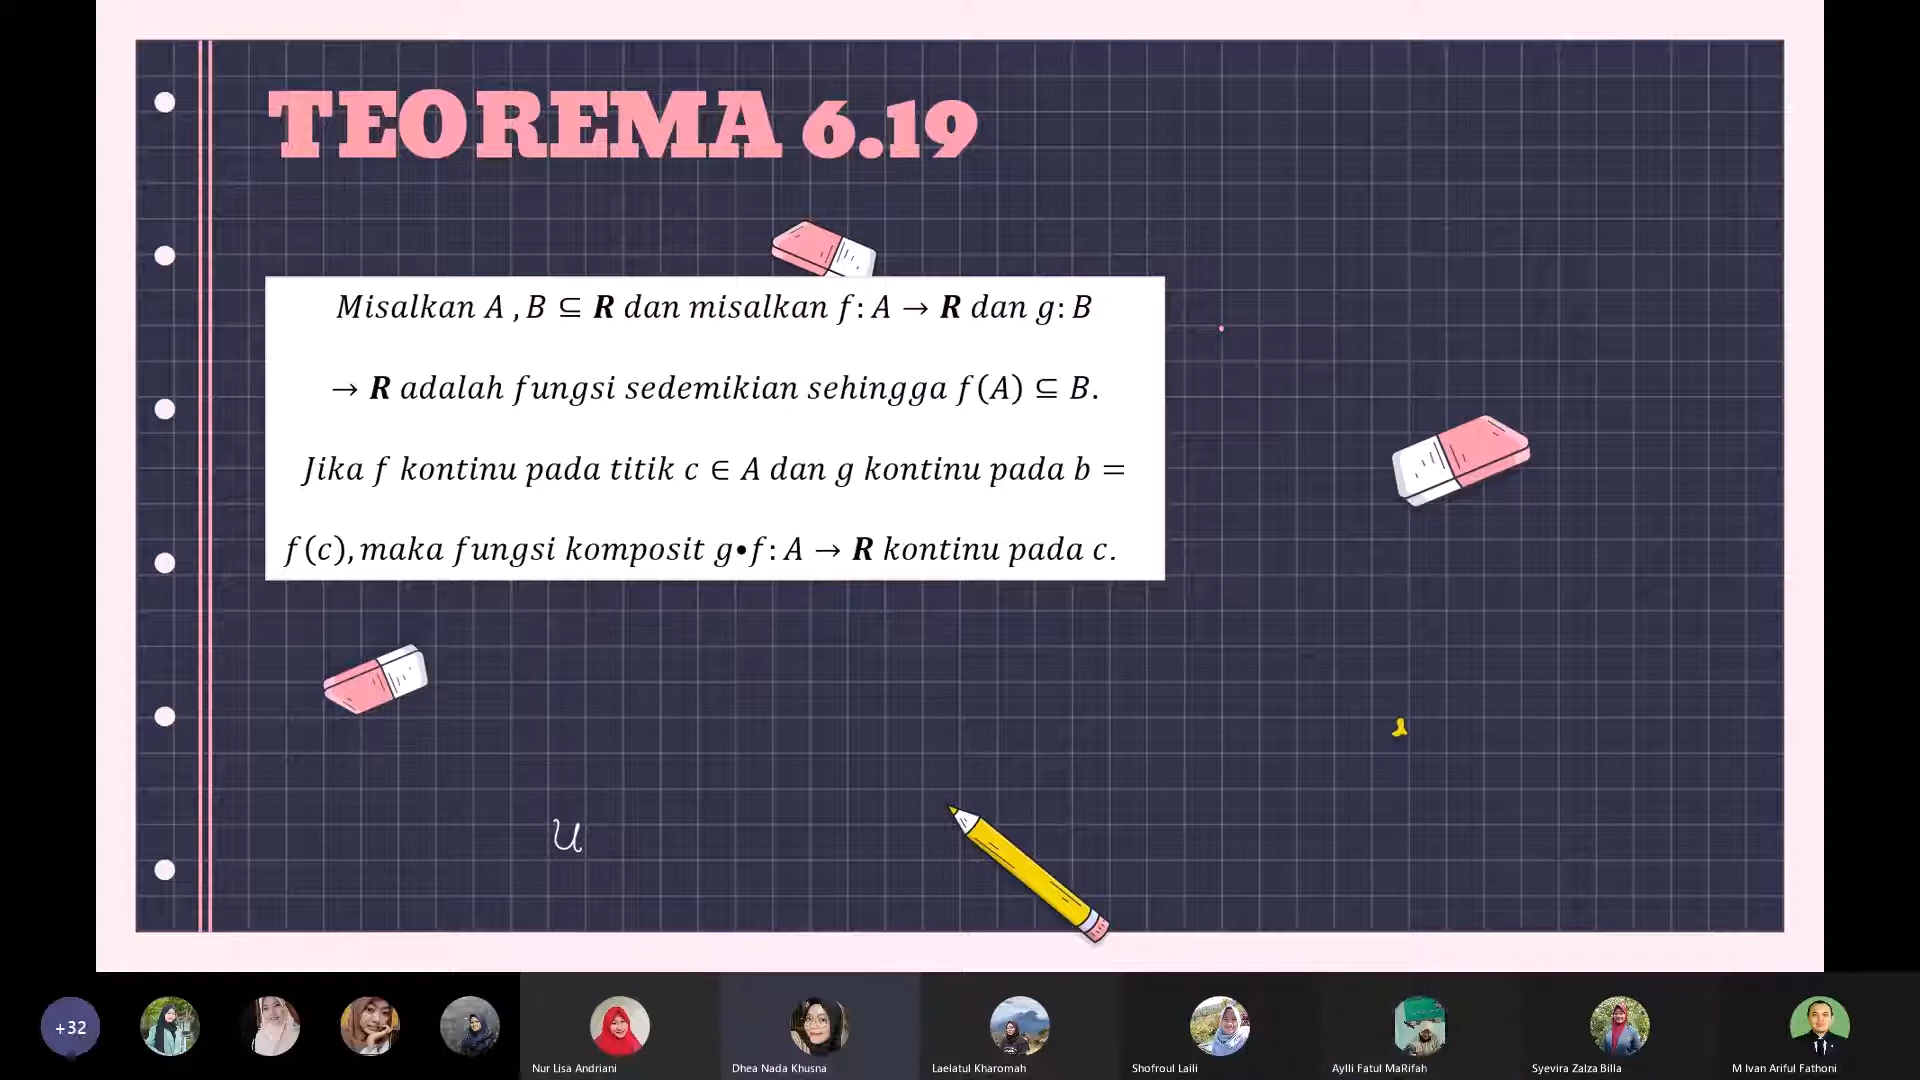 TEOREMA 6.19
Misalkan A ,B ⊆ R dan misalkan f: A → R dan g: B
→ R adalah fungsi sedemikian sehingga f(A) ⊆ B.
Jika f kontinu pada titik c ∈ A dan g kontinu pada b =
f(c), maka fungsi komposit g•f: A → R kontinu pada c.
u
+32
Nur Lisa Andriani
Dhea Nada Khusna
Laelatul Kharomah
Shofroul Laili
Aylli Fatul MaRifah
Syevira Zalza Billa
M Ivan Ariful Fathoni